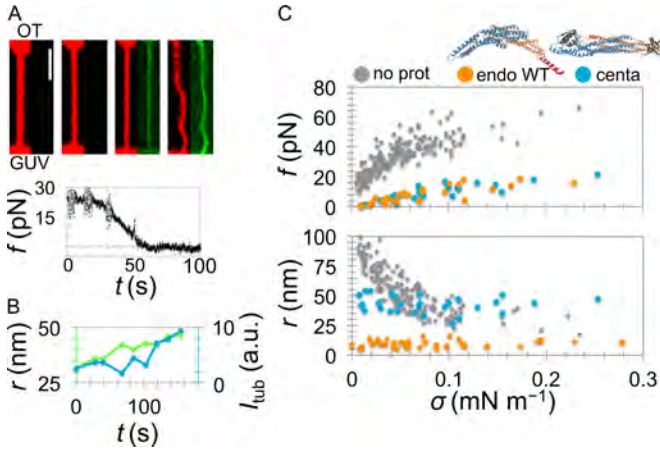 A
OT
GUV
f (pN)
30
15
0
0 50 100
t (s)
B
r (nm)
50
25
10
0
I tub (a.u.)
0 100
t (s)
C
no prot endo WT centa
f (pN)
80
60
40
20
0
r (nm)
100
75
50
25
0
0 0.1 0.2 0.3
σ (mN m⁻¹)